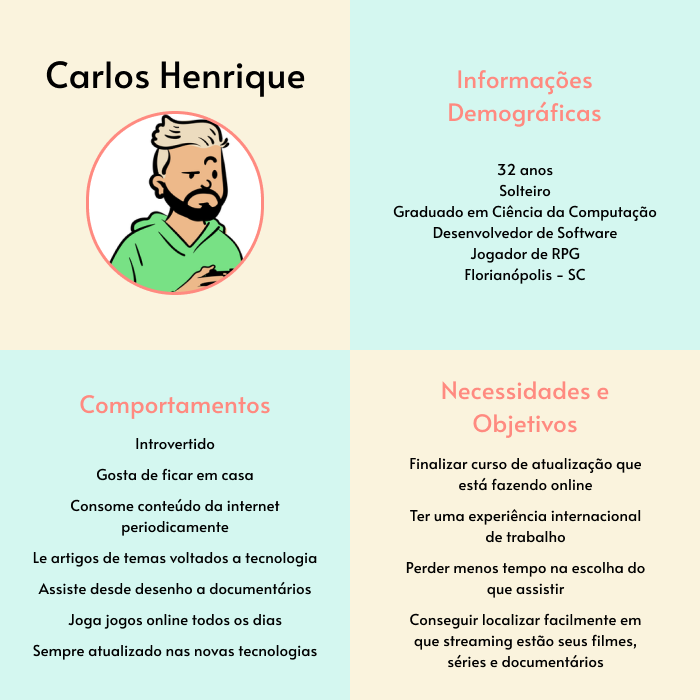 Carlos Henrique
Informações
Demográficas
32 anos
Solteiro
Graduado em Ciência da Computação
Desenvolvedor de Software
Jogador de RPG
Florianópolis - SC
Comportamentos
Introvertido
Gosta de ficar em casa
Consome conteúdo da internet
periodicamente
Le artigos de temas voltados a tecnologia
Assiste desde desenho a documentários
Joga jogos online todos os dias
Sempre atualizado nas novas tecnologias
Necessidades e
Objetivos
Finalizar curso de atualização que
está fazendo online
Ter uma experiência internacional
de trabalho
Perder menos tempo na escolha do
que assistir
Conseguir localizar facilmente em
que streaming estão seus filmes,
séries e documentários